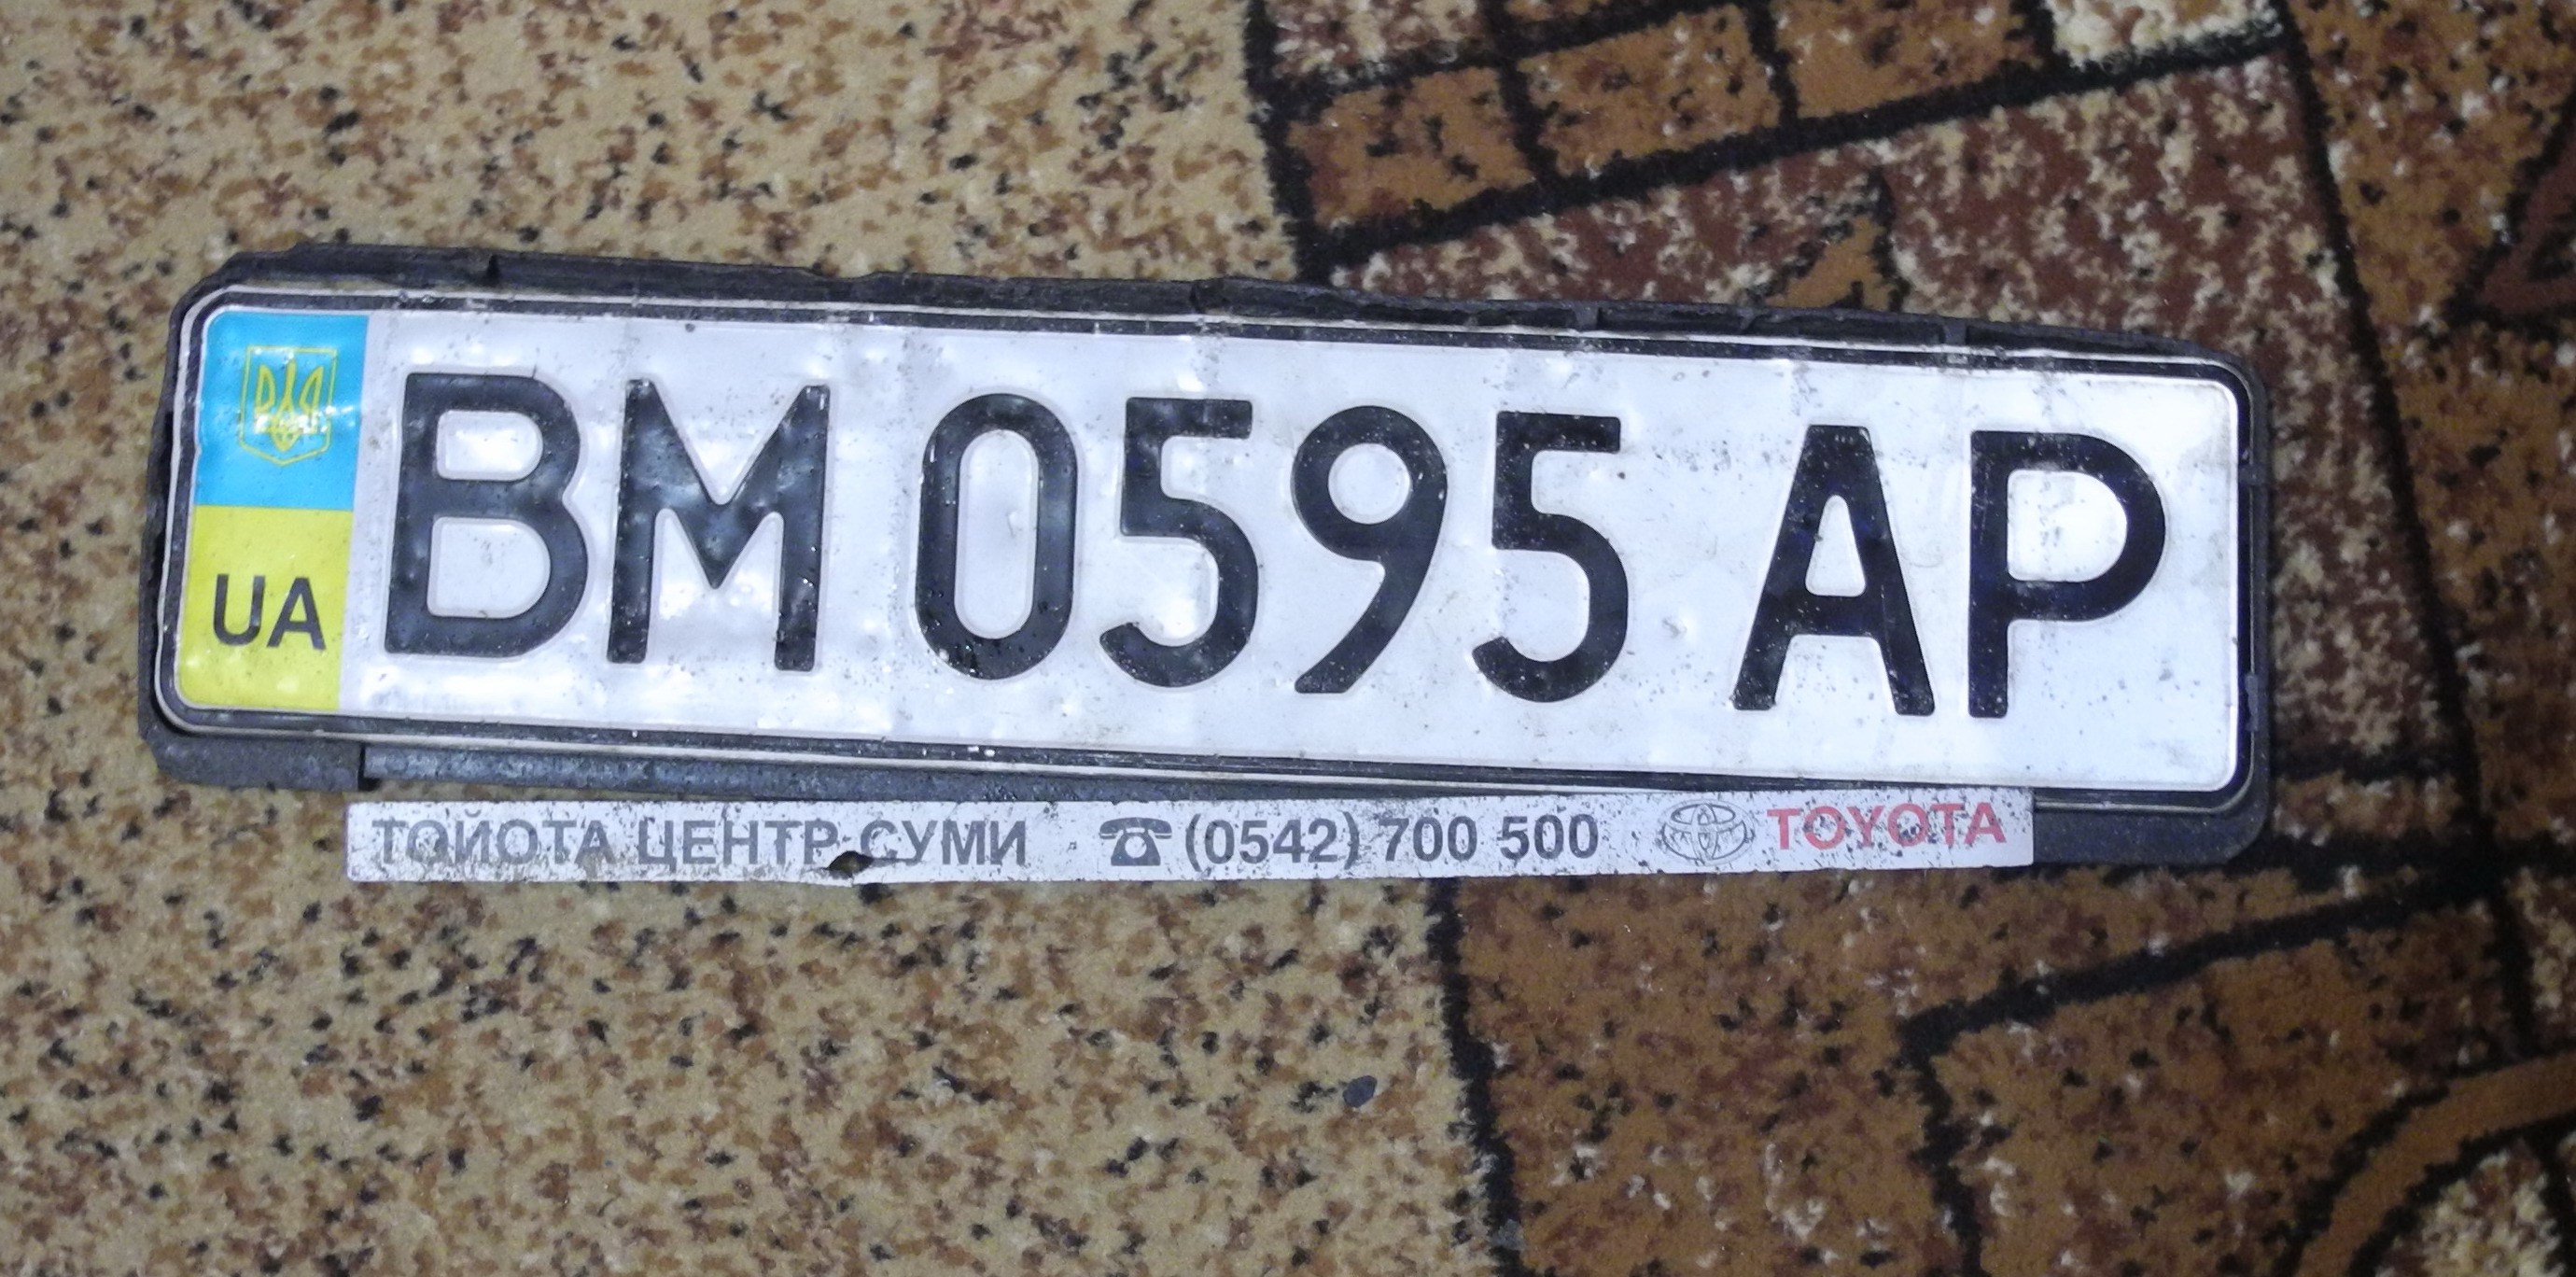 UA
BM 0595 AP
ТОЙОТА ЦЕНТР СУМИ ☎ (0542) 700 500 TOYOTA